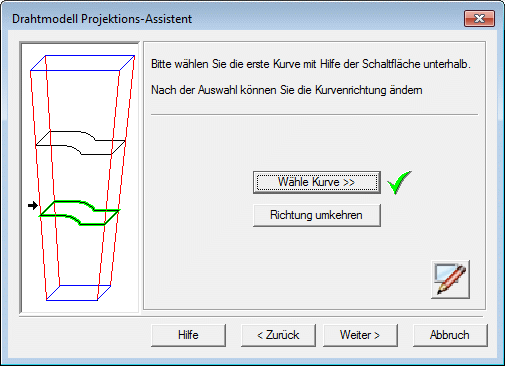 Drahtmodell Projektions-Assistent
Bitte wählen Sie die erste Kurve mit Hilfe der Schaltfläche unterhalb.
Nach der Auswahl können Sie die Kurvenrichtung ändern
Wähle Kurve >>
Richtung umkehren
Hilfe
< Zurück
Weiter >
Abbruch